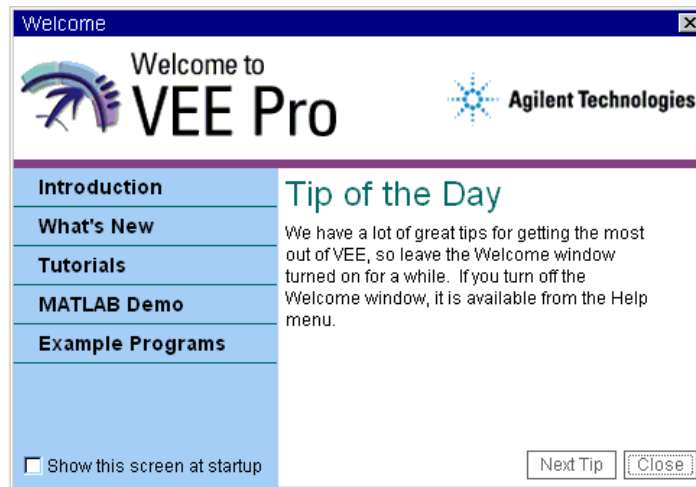 Welcome
Welcome to
VEE Pro
Agilent Technologies
Introduction
What's New
Tutorials
MATLAB Demo
Example Programs
Tip of the Day
We have a lot of great tips for getting the most
out of VEE, so leave the Welcome window
turned on for a while. If you turn off the
Welcome window, it is available from the Help
menu.
Show this screen at startup
Next Tip
Close